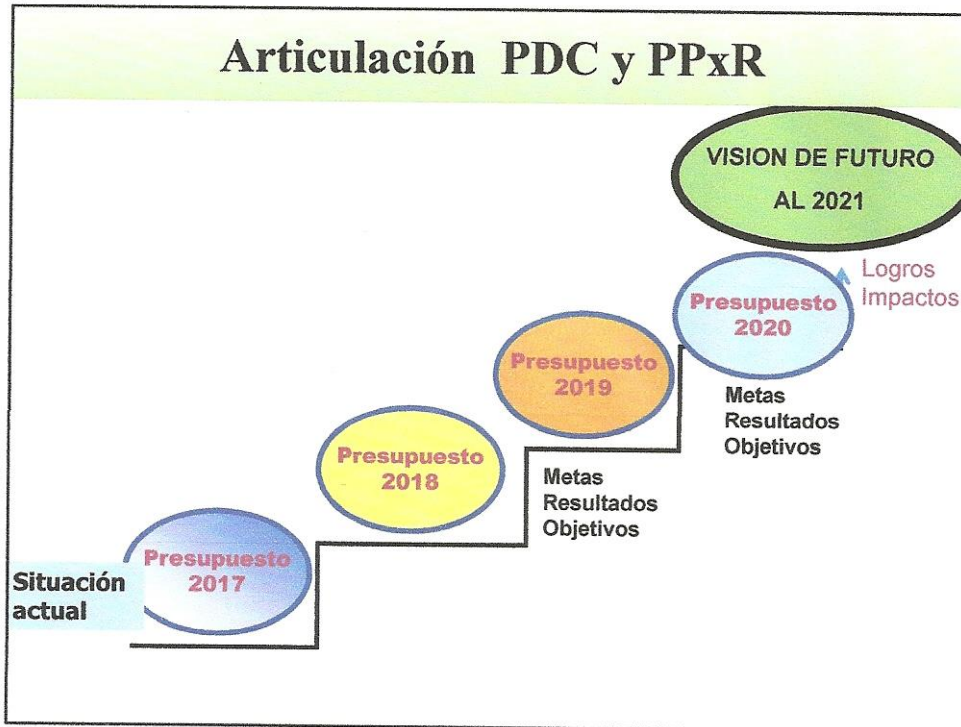 Articulación PDC y PPxR
VISION DE FUTURO
AL 2021
Logros
Impactos
Presupuesto
2020
Metas
Resultados
Objetivos
Presupuesto
2019
Metas
Resultados
Objetivos
Presupuesto
2018
Presupuesto
2017
Situación
actual